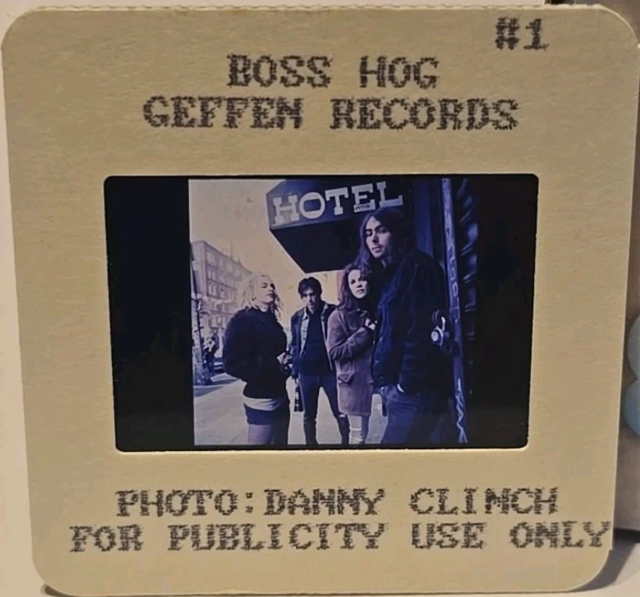 #1
BOSS HOG
GEFFEN RECORDS
HOTEL
PHOTO:DANNY CLINCH
FOR PUBLICITY USE ONLY